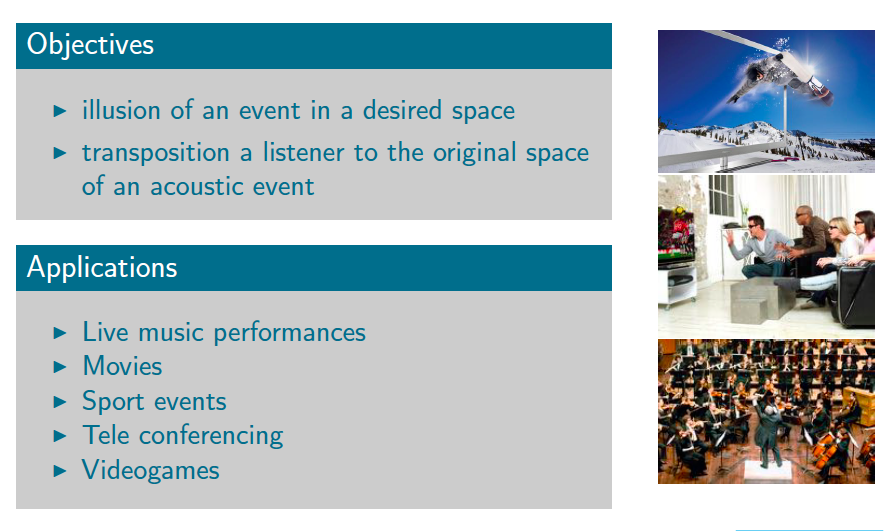 Objectives
▶ illusion of an event in a desired space
▶ transposition a listener to the original space
of an acoustic event
Applications
▶ Live music performances
▶ Movies
▶ Sport events
▶ Tele conferencing
▶ Videogames